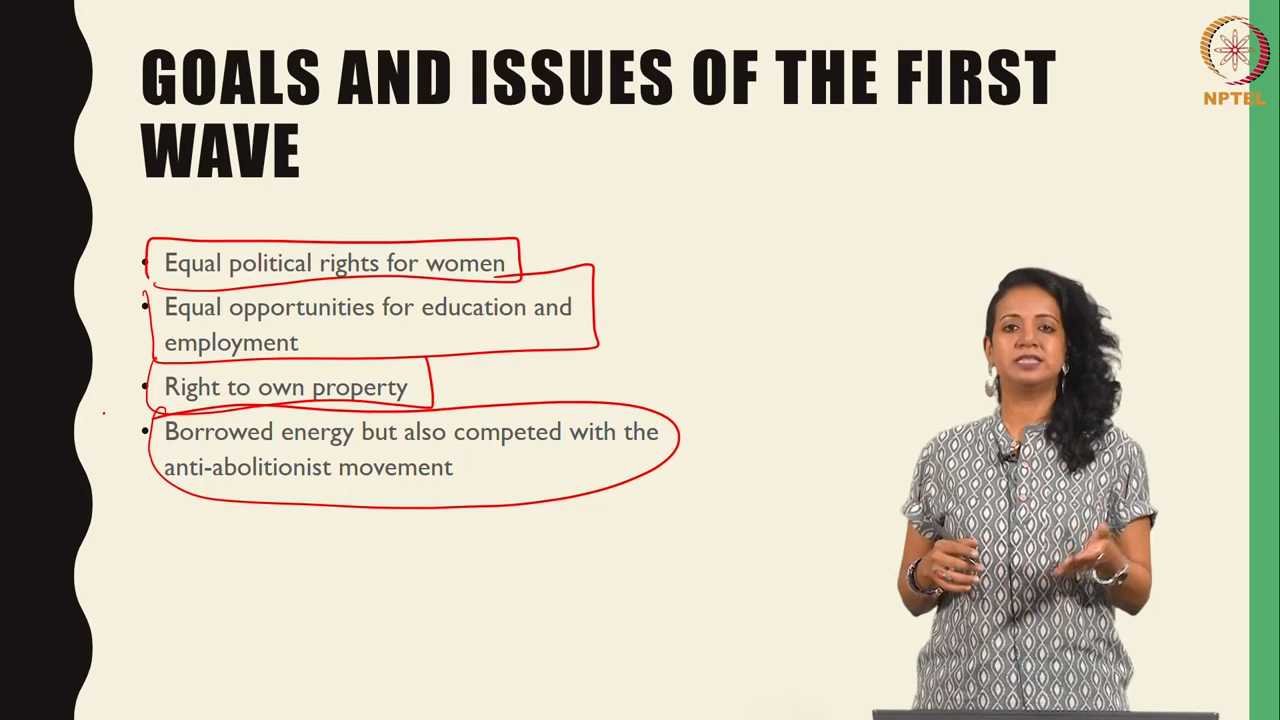 GOALS AND ISSUES OF THE FIRST
WAVE
NPTEL
• Equal political rights for women
• Equal opportunities for education and
employment
• Right to own property
• Borrowed energy but also competed with the
anti-abolitionist movement